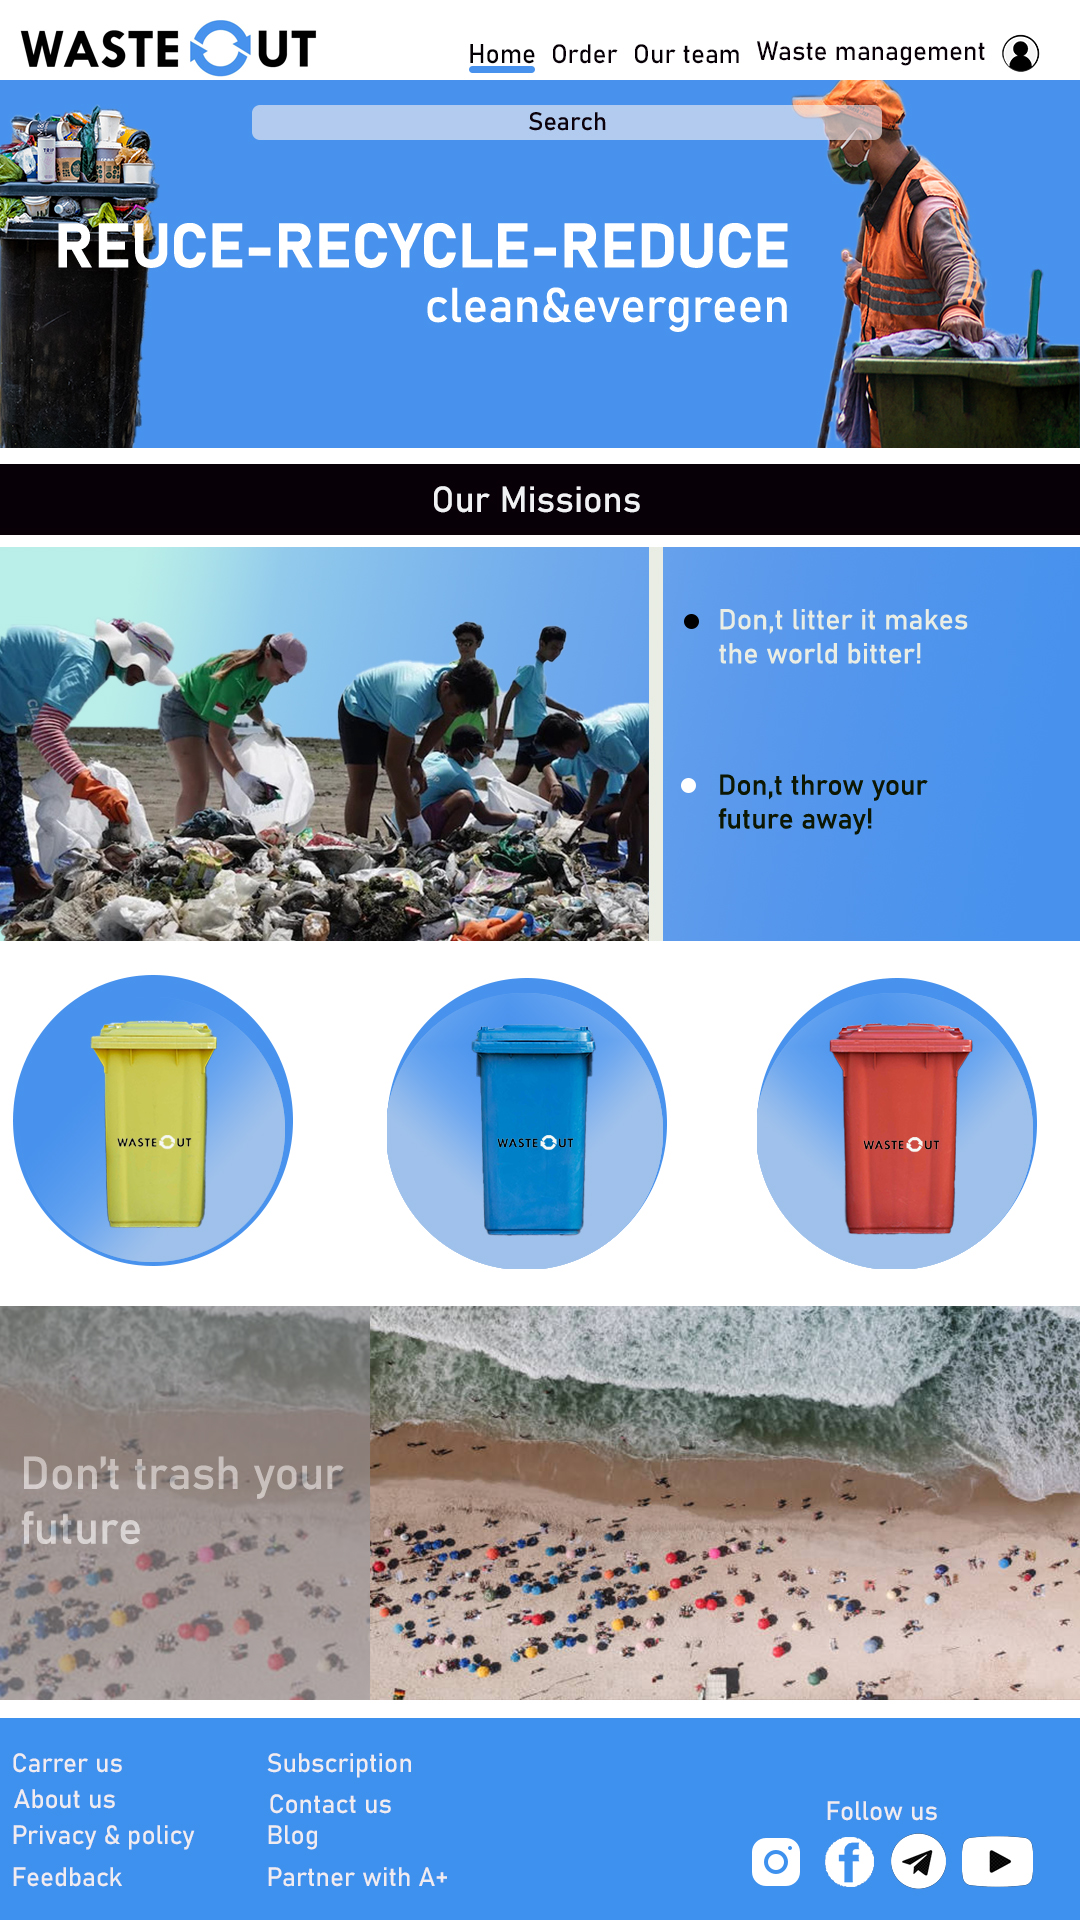 WASTE OUT
Home Order Our team Waste management
Search
REUCE-RECYCLE-REDUCE
clean&evergreen
Our Missions
Don,t litter it makes
the world bitter!
Don,t throw your
future away!
WASTE OUT
WASTE OUT
WASTE OUT
Don't trash your
future
Carrer us
About us
Privacy & policy
Feedback
Subscription
Contact us
Blog
Partner with A+
Follow us